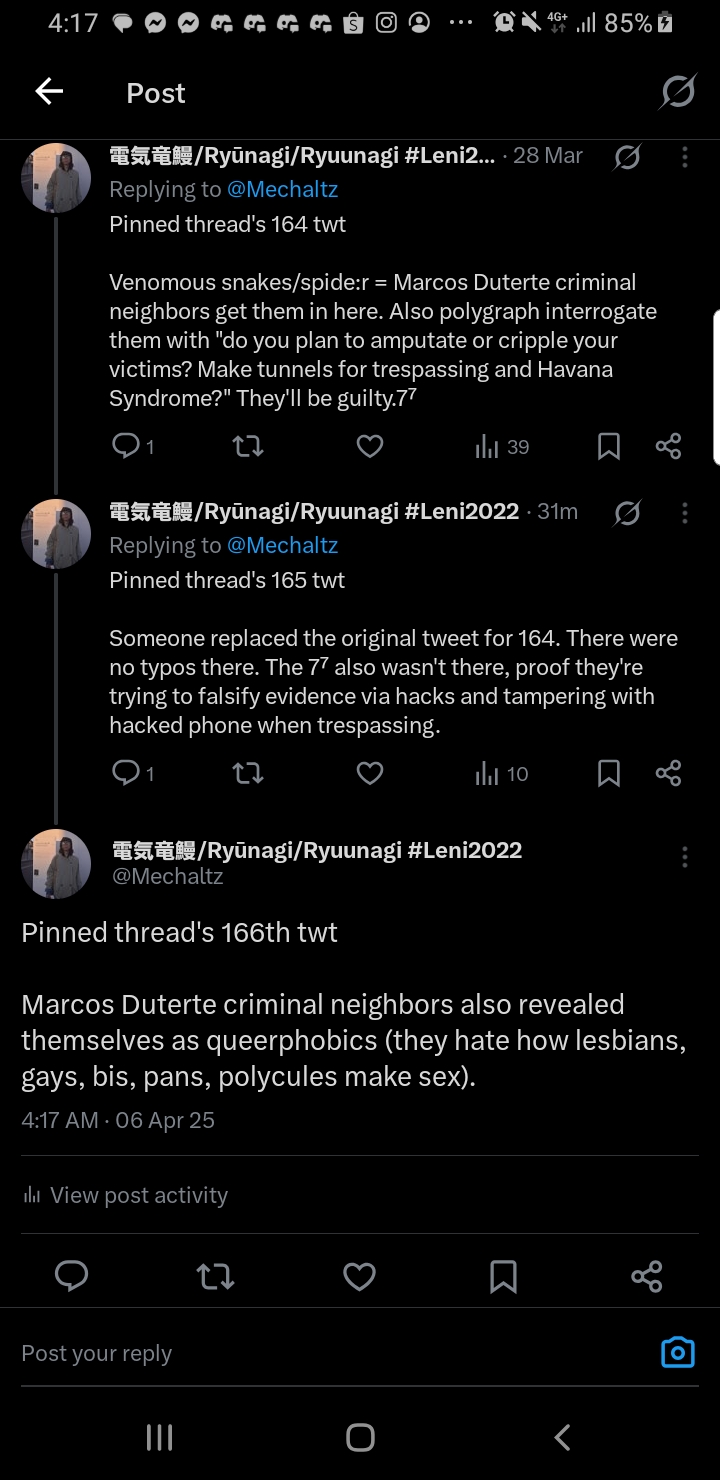 4:17 4G+ 85%
Post
電気竜鰻/Ryūnagi/Ryuunagi #Leni2... · 28 Mar
Replying to @Mechaltz
Pinned thread's 164 twt
Venomous snakes/spide:r = Marcos Duterte criminal
neighbors get them in here. Also polygraph interrogate
them with "do you plan to amputate or cripple your
victims? Make tunnels for trespassing and Havana
Syndrome?" They'll be guilty.7⁷
1 39
電気竜鰻/Ryūnagi/Ryuunagi #Leni2022 · 31m
Replying to @Mechaltz
Pinned thread's 165 twt
Someone replaced the original tweet for 164. There were
no typos there. The 7⁷ also wasn't there, proof they're
trying to falsify evidence via hacks and tampering with
hacked phone when trespassing.
1 10
電気竜鰻/Ryūnagi/Ryuunagi #Leni2022
@Mechaltz
Pinned thread's 166th twt
Marcos Duterte criminal neighbors also revealed
themselves as queerphobics (they hate how lesbians,
gays, bis, pans, polycules make sex).
4:17 AM · 06 Apr 25
View post activity
Post your reply